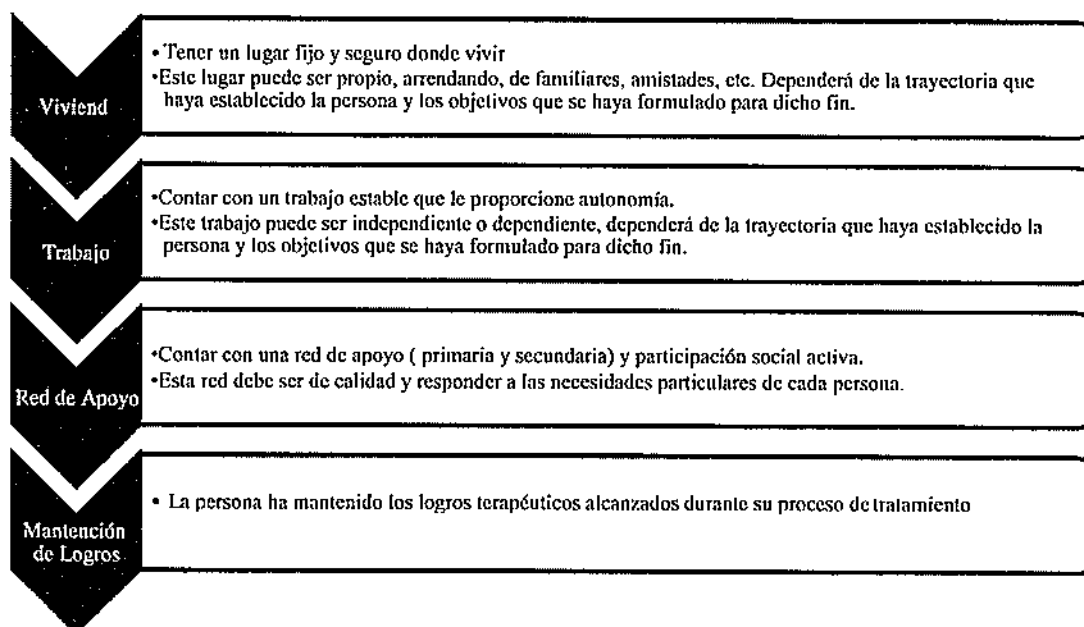 Viviend
• Tener un lugar fijo y seguro donde vivir
•Este lugar puede ser propio, arrendando, de familiares, amistades, etc. Dependerá de la trayectoria que
haya establecido la persona y los objetivos que se haya formulado para dicho fin.
Trabajo
•Contar con un trabajo estable que le proporcione autonomía.
•Este trabajo puede ser independiente o dependiente, dependerá de la trayectoria que haya establecido la
persona y los objetivos que se haya formulado para dicho fin.
Red de Apoyo
•Contar con una red de apoyo ( primaria y secundaria) y participación social activa.
•Esta red debe ser de calidad y responder a las necesidades particulares de cada persona.
Mantención
de Logros
• La persona ha mantenido los logros terapéuticos alcanzados durante su proceso de tratamiento